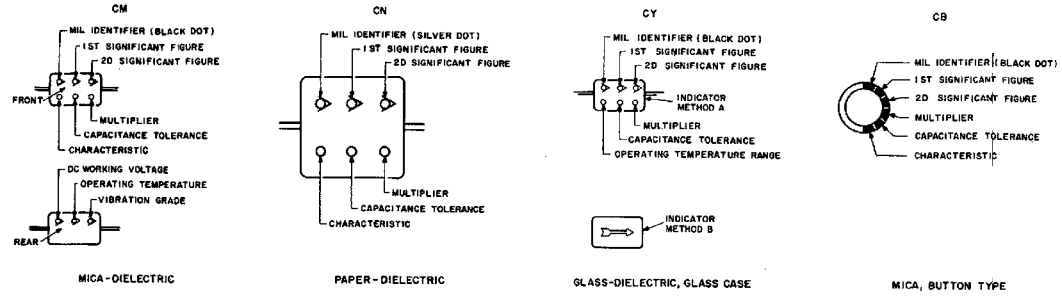 CM
MIL IDENTIFIER (BLACK DOT)
1ST SIGNIFICANT FIGURE
2D SIGNIFICANT FIGURE
FRONT
MULTIPLIER
CAPACITANCE TOLERANCE
CHARACTERISTIC
DC WORKING VOLTAGE
OPERATING TEMPERATURE
VIBRATION GRADE
REAR
MICA-DIELECTRIC
CN
MIL IDENTIFIER (SILVER DOT)
1ST SIGNIFICANT FIGURE
2D SIGNIFICANT FIGURE
MULTIPLIER
CAPACITANCE TOLERANCE
CHARACTERISTIC
PAPER-DIELECTRIC
CY
MIL IDENTIFIER (BLACK DOT)
1ST SIGNIFICANT FIGURE
2D SIGNIFICANT FIGURE
INDICATOR
METHOD A
MULTIPLIER
CAPACITANCE TOLERANCE
OPERATING TEMPERATURE RANGE
INDICATOR
METHOD B
GLASS-DIELECTRIC, GLASS CASE
CB
MIL IDENTIFIER (BLACK DOT)
1ST SIGNIFICANT FIGURE
2D SIGNIFICANT FIGURE
MULTIPLIER
CAPACITANCE TOLERANCE
CHARACTERISTIC
MICA, BUTTON TYPE